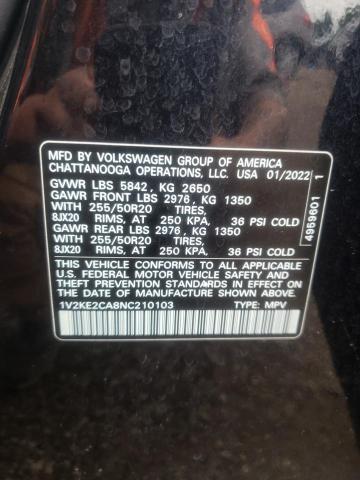 MFD BY VOLKSWAGEN GROUP OF AMERICA
CHATTANOOGA OPERATIONS, LLC. USA 01/2022
GVWR LBS 5842, KG 2650
GAWR FRONT LBS 2976, KG 1350
WITH 255/50R20 TIRES,
8JX20 RIMS, AT 250 KPA, 36 PSI COLD
GAWR REAR LBS 2976, KG 1350
WITH 255/50R20 TIRES,
8JX20 RIMS, AT 250 KPA, 36 PSI COLD
THIS VEHICLE CONFORMS TO ALL APPLICABLE
U.S. FEDERAL MOTOR VEHICLE SAFETY AND
THEFT PREVENTION STANDARDS IN EFFECT
ON THE DATE OF MANUFACTURE SHOWN ABOVE.
1V2KE2CA8NC210103 TYPE: MPV
4959601 1